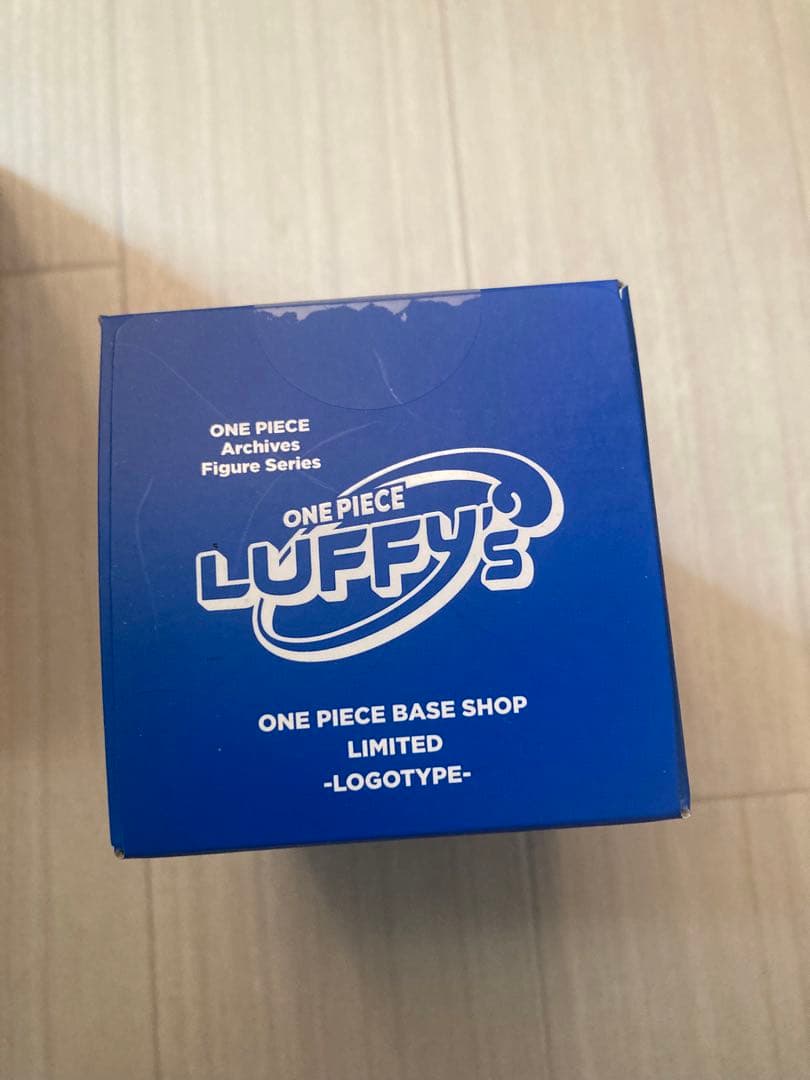 ONE PIECE
Archives
Figure Series
ONE PIECE
LUFFY'S
ONE PIECE BASE SHOP
LIMITED
-LOGOTYPE-